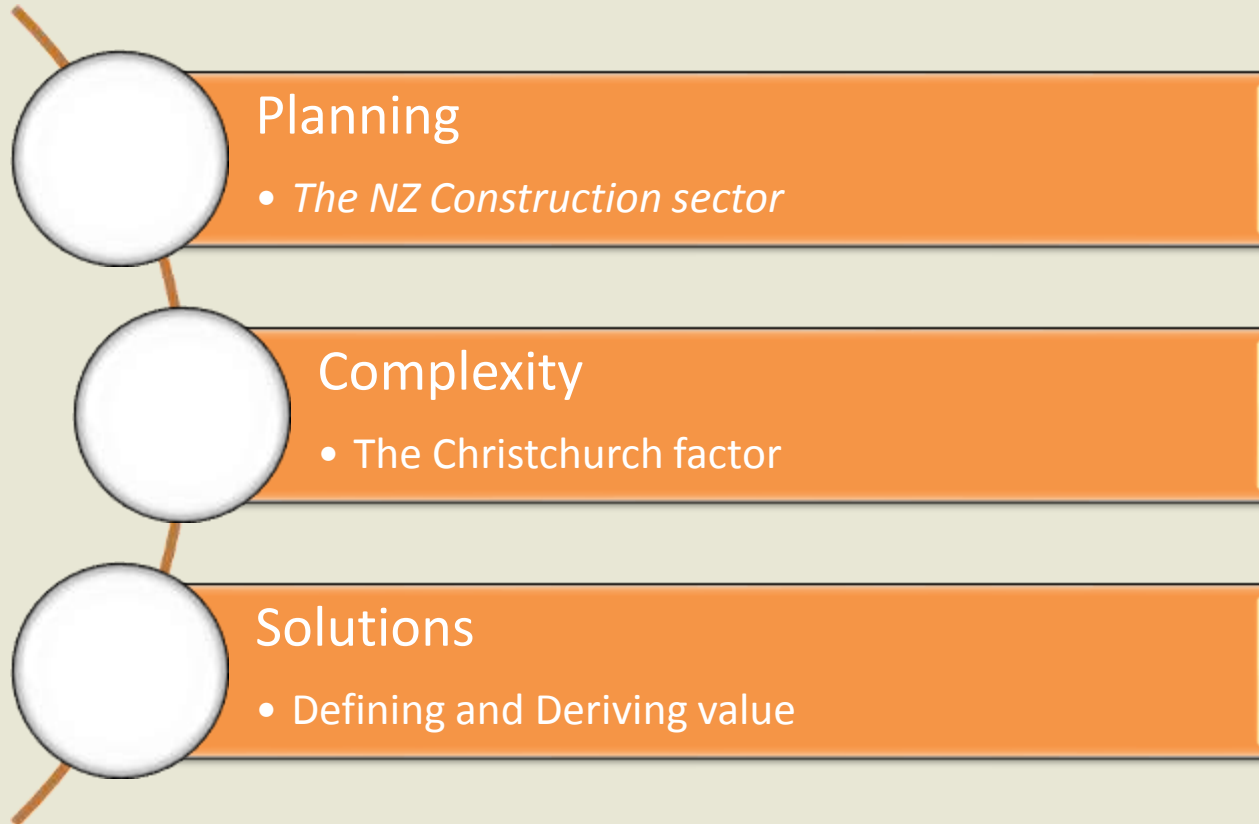 Planning
• The NZ Construction sector
Complexity
• The Christchurch factor
Solutions
• Defining and Deriving value